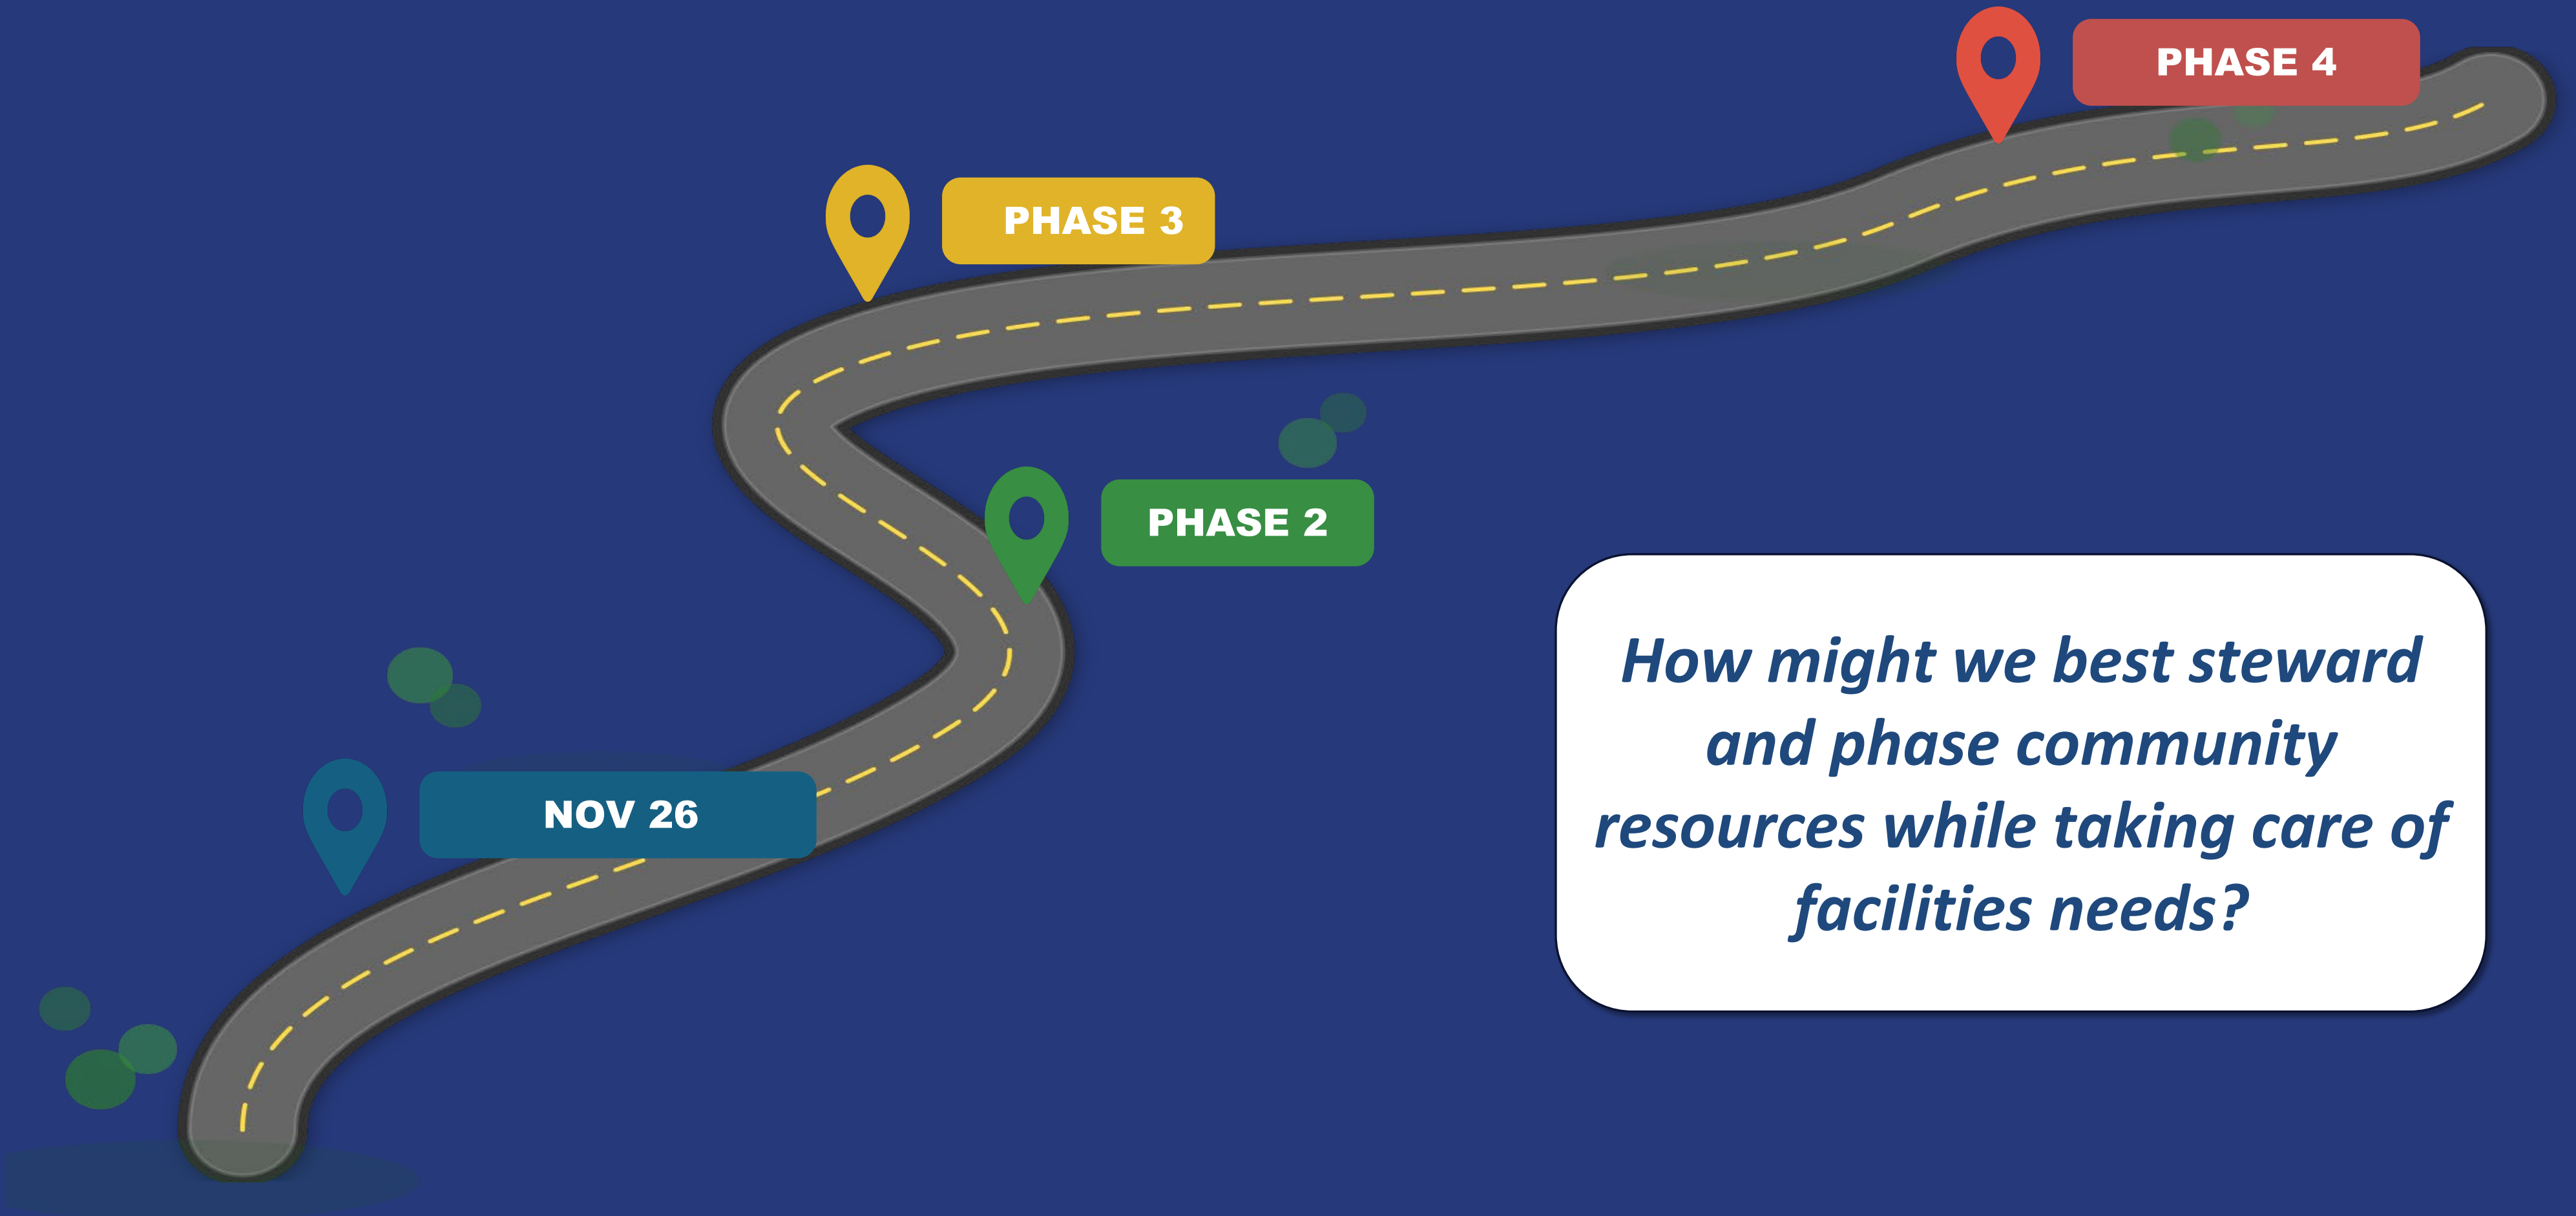 PHASE 4
PHASE 3
PHASE 2
NOV 26
How might we best steward
and phase community
resources while taking care of
facilities needs?